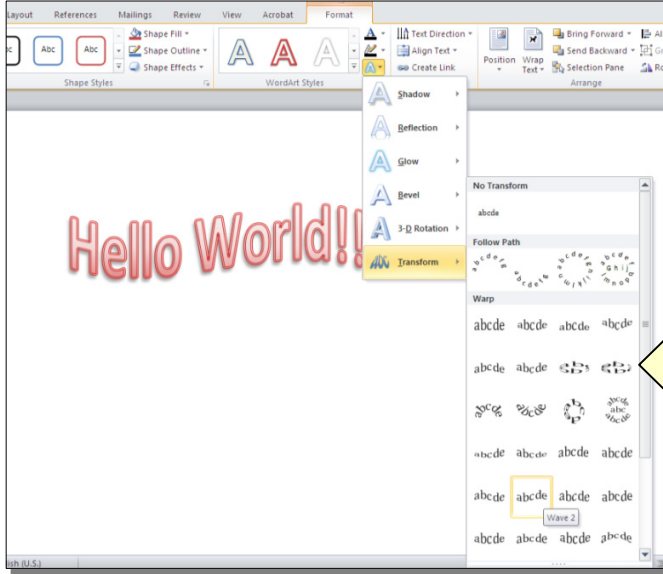 Layout References Mailings Review View Acrobat Format
Abc Abc Shape Fill Text Direction Bring Forward
Shape Outline Align Text Send Backward
Shape Effects Create Link Position Wrap Text Selection Pane
Shape Styles WordArt Styles Arrange
Shadow
Reflection
Glow
Bevel
3-D Rotation
Transform
Hello World!!
No Transform
abcde
Follow Path
Warp
abcde abcde abcde abcde
abcde abcde
abcde abcde abcde abcde
abcde abcde abcde abcde
Wave 2
abcde abcde abcde abcde
ish (U.S.)